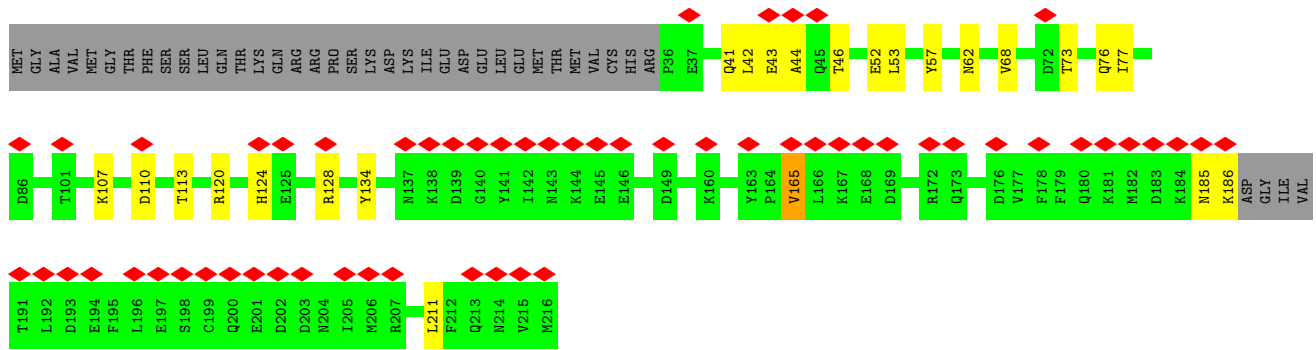 MET GLY ALA VAL MET GLY THR PHE SER SER LEU GLN THR LYS GLN ARG ARG PRO SER LYS ASP LYS ILE GLU ASP GLU LEU GLU MET THR MET VAL CYS HIS ARG P36 E37 Q41 L42 E43 A44 Q45 T46 E52 L53 Y57 N62 V68 D72 T73 Q76 I77
D86 T101 K107 D110 T113 R120 H124 E125 R128 Y134 N137 K138 D139 G140 Y141 I142 N143 K144 E145 E146 D149 K160 Y163 P164 V165 L166 K167 E168 D169 R172 Q173 D176 V177 F178 F179 Q180 K181 M182 D183 K184 N185 K186 ASP GLY ILE VAL
T191 L192 D193 E194 F195 L196 E197 S198 C199 Q200 E201 D202 D203 N204 I205 M206 R207 L211 F212 Q213 N214 V215 M216